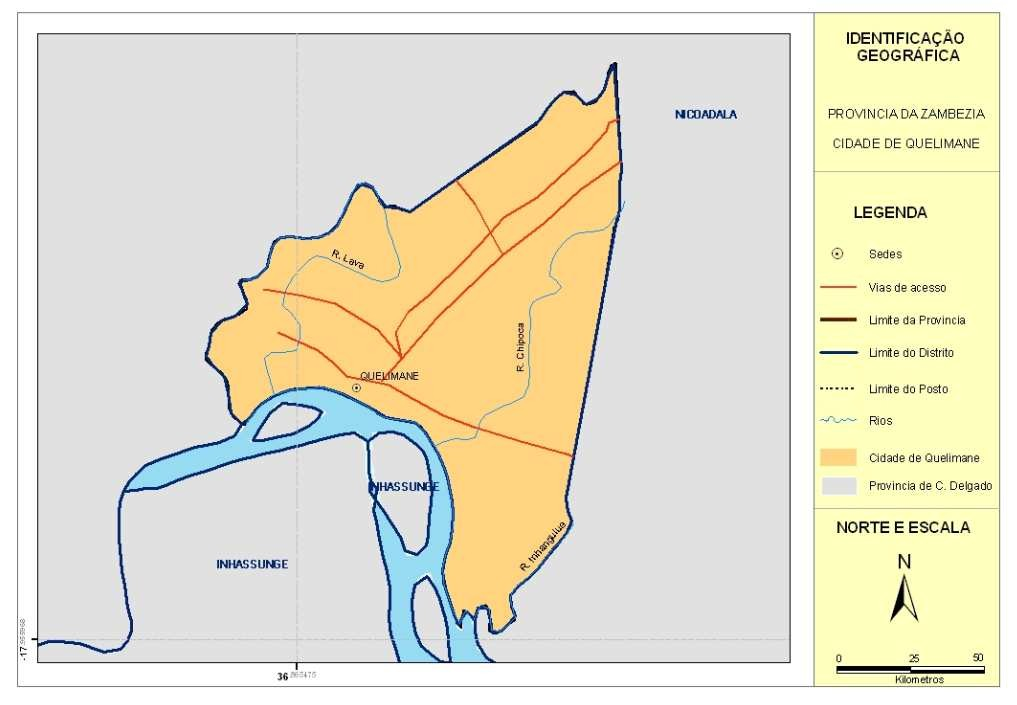 IDENTIFICAÇÃO
GEOGRÁFICA
PROVINCIA DA ZAMBEZIA
CIDADE DE QUELIMANE
NICOADALA
R. Lava
R. Chipoca
QUELIMANE
INHASSUNGE
INHASSUNGE
R. Inhangulue
LEGENDA
Sedes
Vias de acesso
Limite da Provincia
Limite do Distrito
Limite do Posto
Rios
Cidade de Quelimane
Provincia de C. Delgado
NORTE E ESCALA
N
0 25 50
Kilometros
36
-17